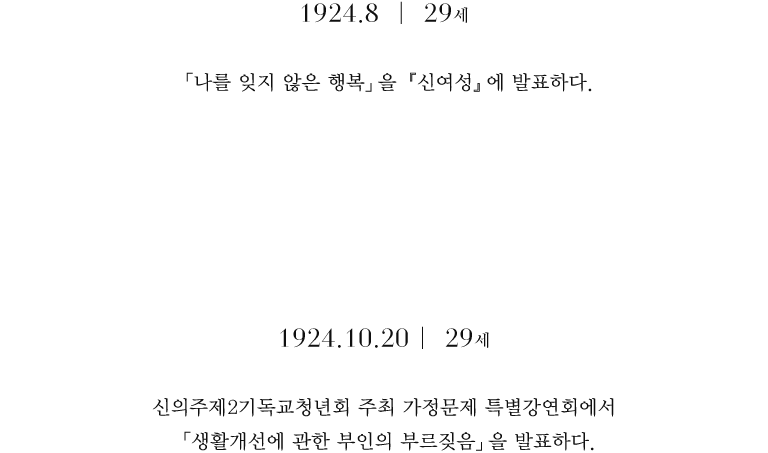 1924.8 | 29세
「나를 잊지 않은 행복」을 『신여성』에 발표하다.
1924.10.20 | 29세
신의주제2기독교청년회 주최 가정문제 특별강연회에서
「생활개선에 관한 부인의 부르짖음」을 발표하다.